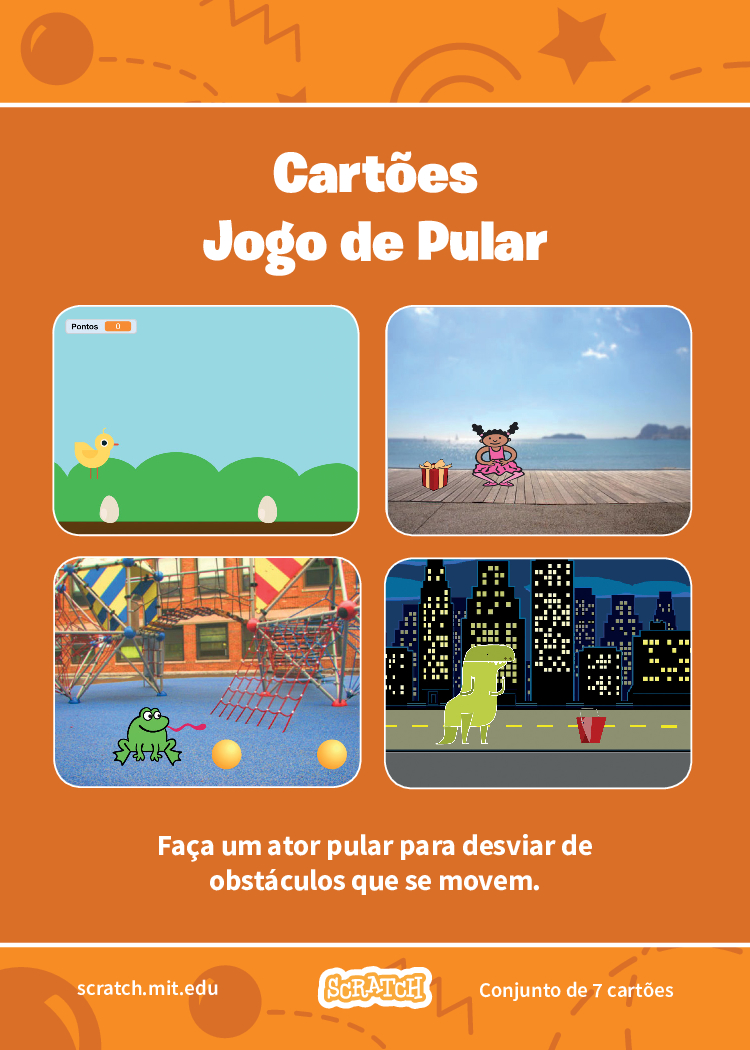 Cartões
Jogo de Pular
Pontos 0
Faça um ator pular para desviar de
obstáculos que se movem.
scratch.mit.edu
SCRATCH
Conjunto de 7 cartões